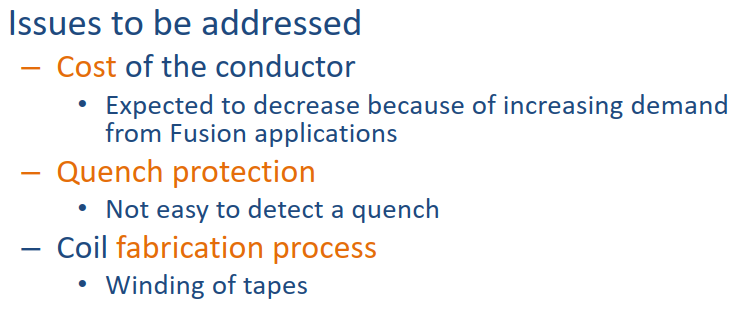 Issues to be addressed
– Cost of the conductor
• Expected to decrease because of increasing demand
from Fusion applications
– Quench protection
• Not easy to detect a quench
– Coil fabrication process
• Winding of tapes